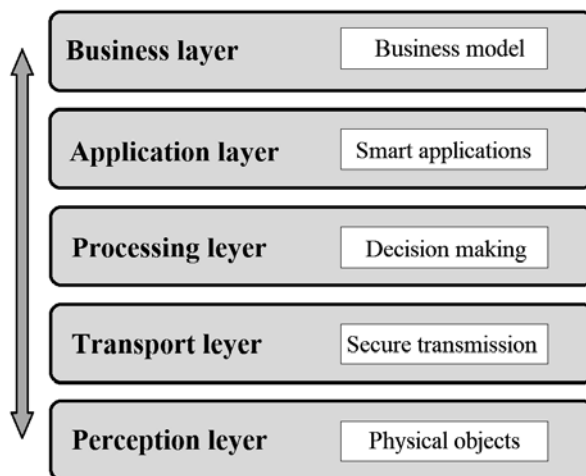 Business layer
Business model
Application layer
Smart applications
Processing leyer
Decision making
Transport leyer
Secure transmission
Perception leyer
Physical objects